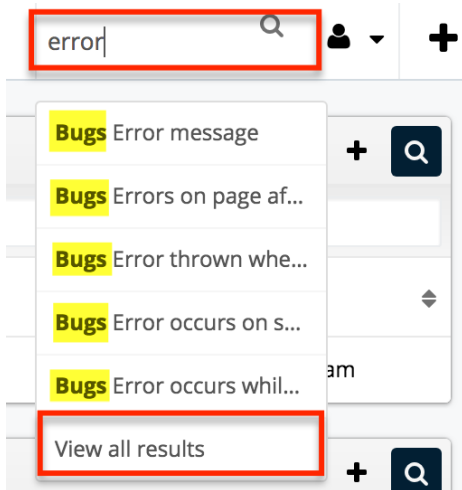 error
Bugs Error message
Bugs Errors on page af...
Bugs Error thrown whe...
Bugs Error occurs on s...
Bugs Error occurs whil...
am
View all results